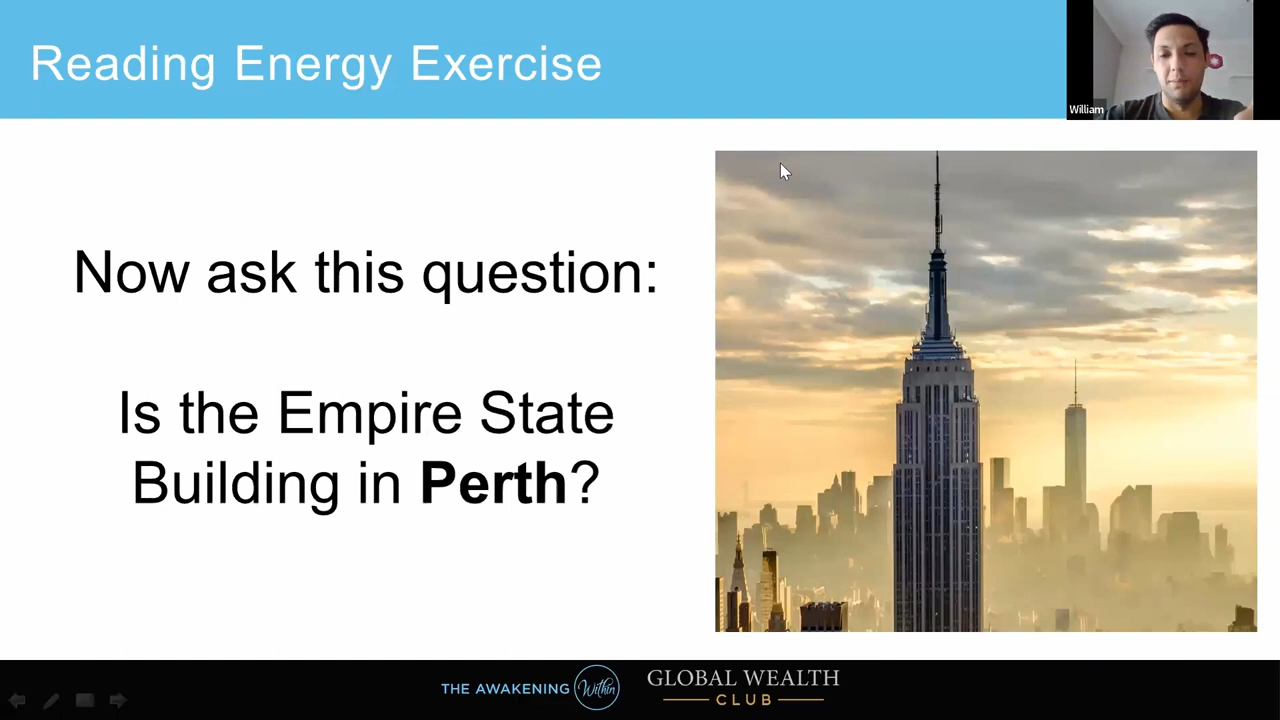 Reading Energy Exercise
William
Now ask this question:
Is the Empire State
Building in Perth?
THE AWAKENING Within
GLOBAL WEALTH
CLUB